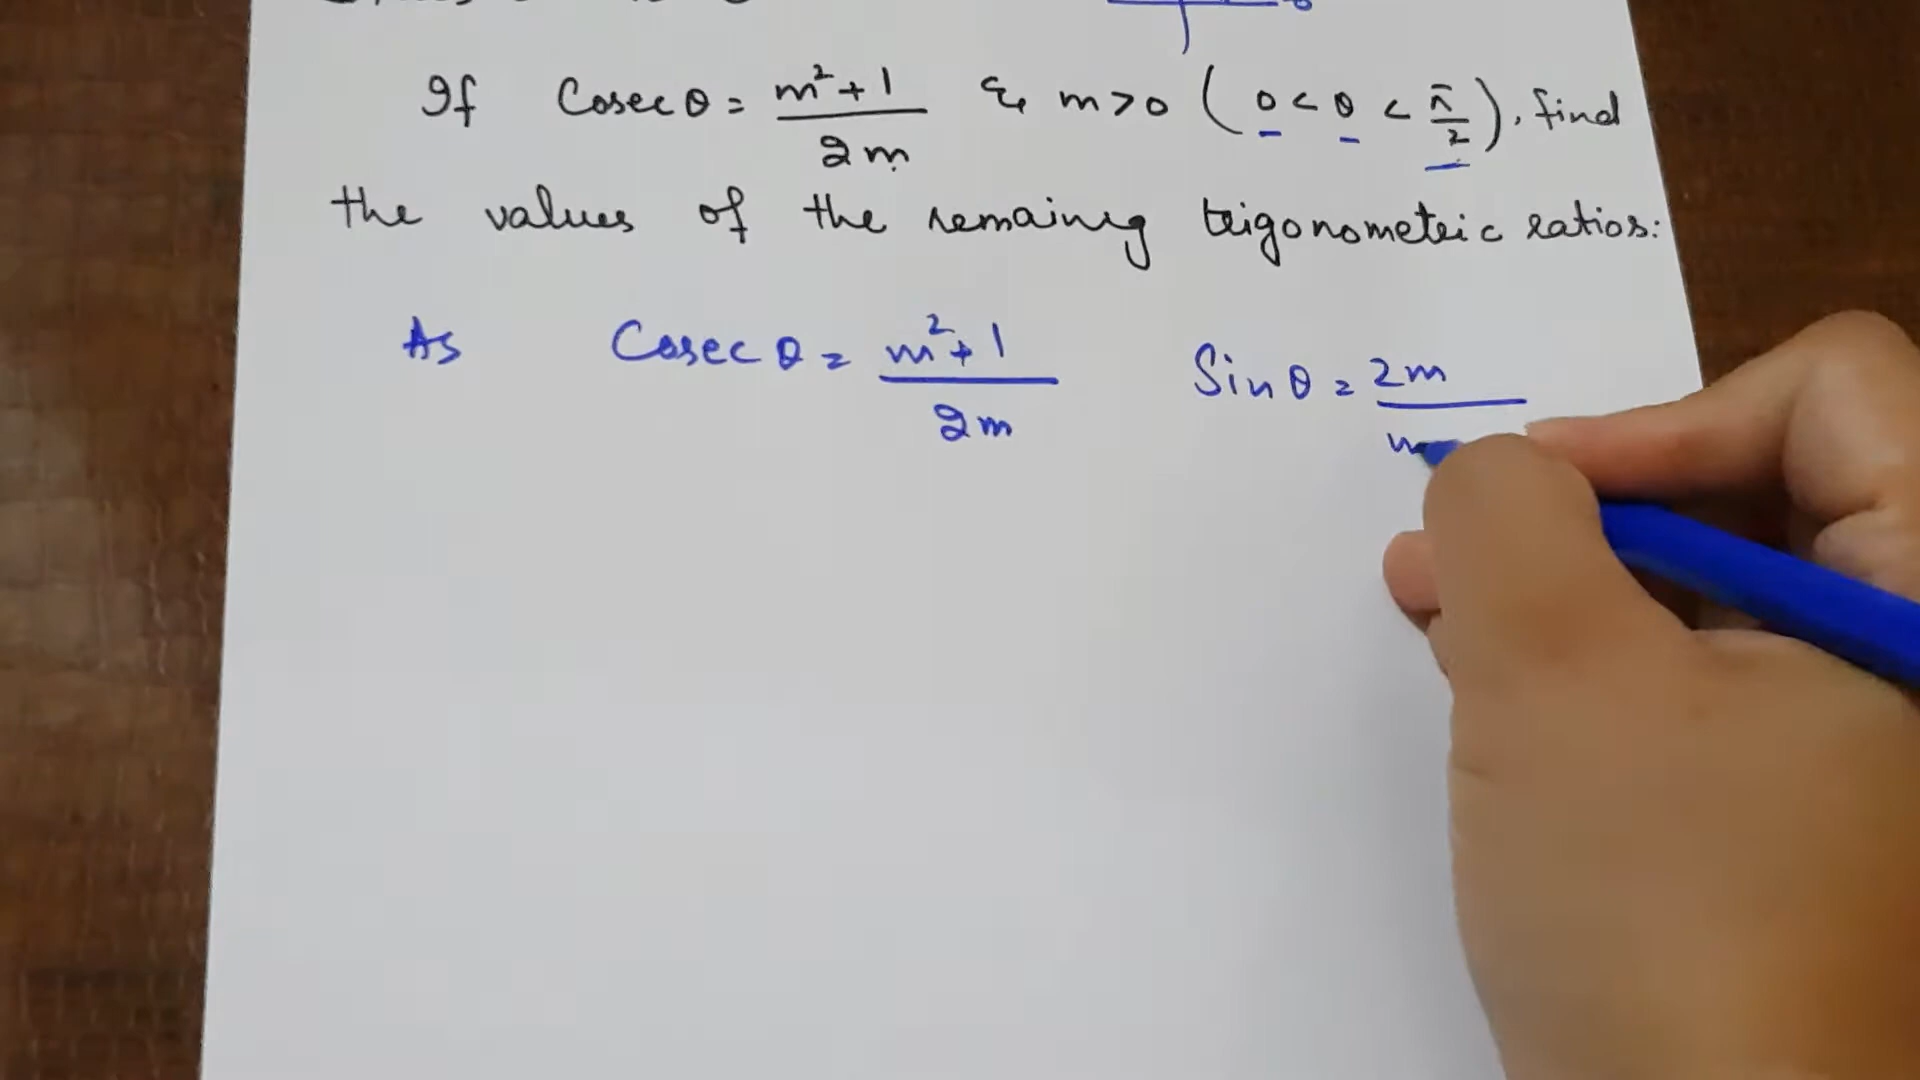 If Cosec θ = m²+1 / 2m & m>0 (0<θ<π/2), find
the values of the remainig trigonometric ratios:
As Cosec θ = m²+1 / 2m Sin θ = 2m / m